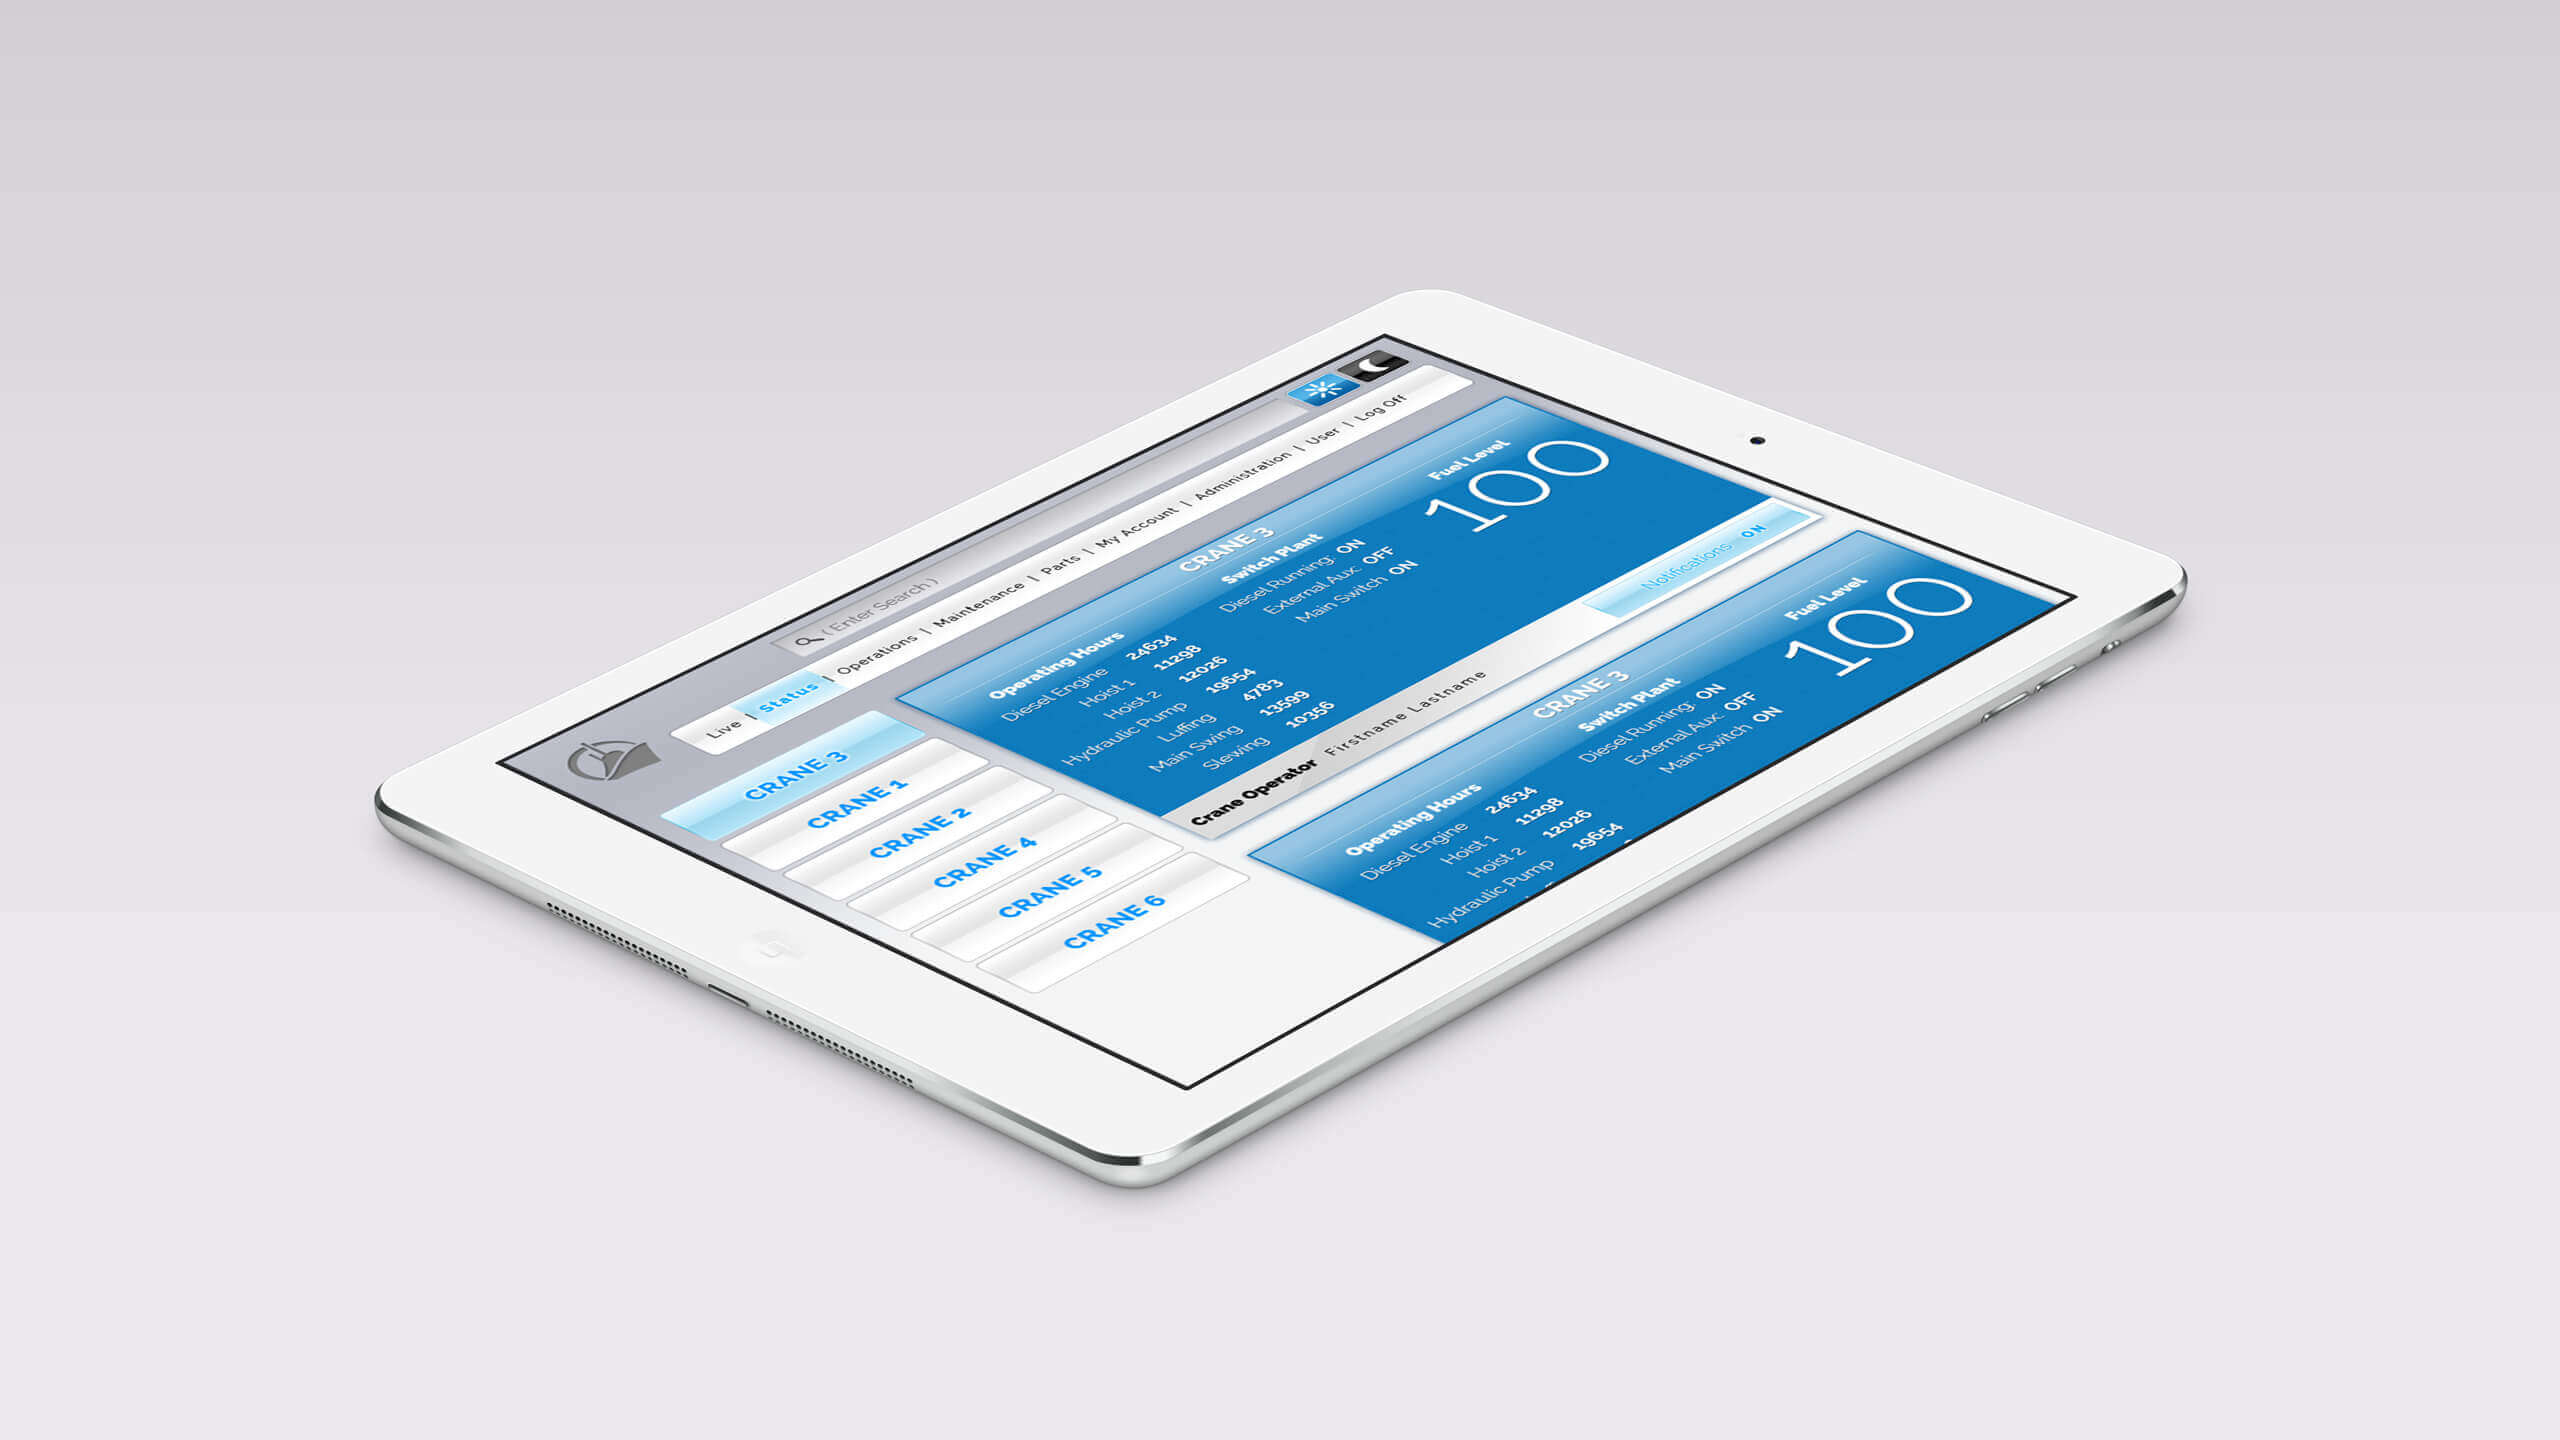 ( Enter Search )
Live | Status | Operations | Maintenance | Parts | My Account | Administration | User | Log Off
CRANE 3
CRANE 1
CRANE 2
CRANE 4
CRANE 5
CRANE 6
CRANE 3
Operating Hours
Diesel Engine 24634
Hoist 1 11298
Hoist 2 12026
Hydraulic Pump 19654
Luffing 4783
Main Swing 13599
Slewing 10356
Switch Plant
Diesel Running: ON
External Aux: OFF
Main Switch ON
Fuel Level
100
Crane Operator Firstname Lastname
Notifications ON
CRANE 3
Operating Hours
Diesel Engine 24634
Hoist 1 11298
Hoist 2 12026
Hydraulic Pump 19654
Switch Plant
Diesel Running: ON
External Aux: OFF
Main Switch ON
Fuel Level
100